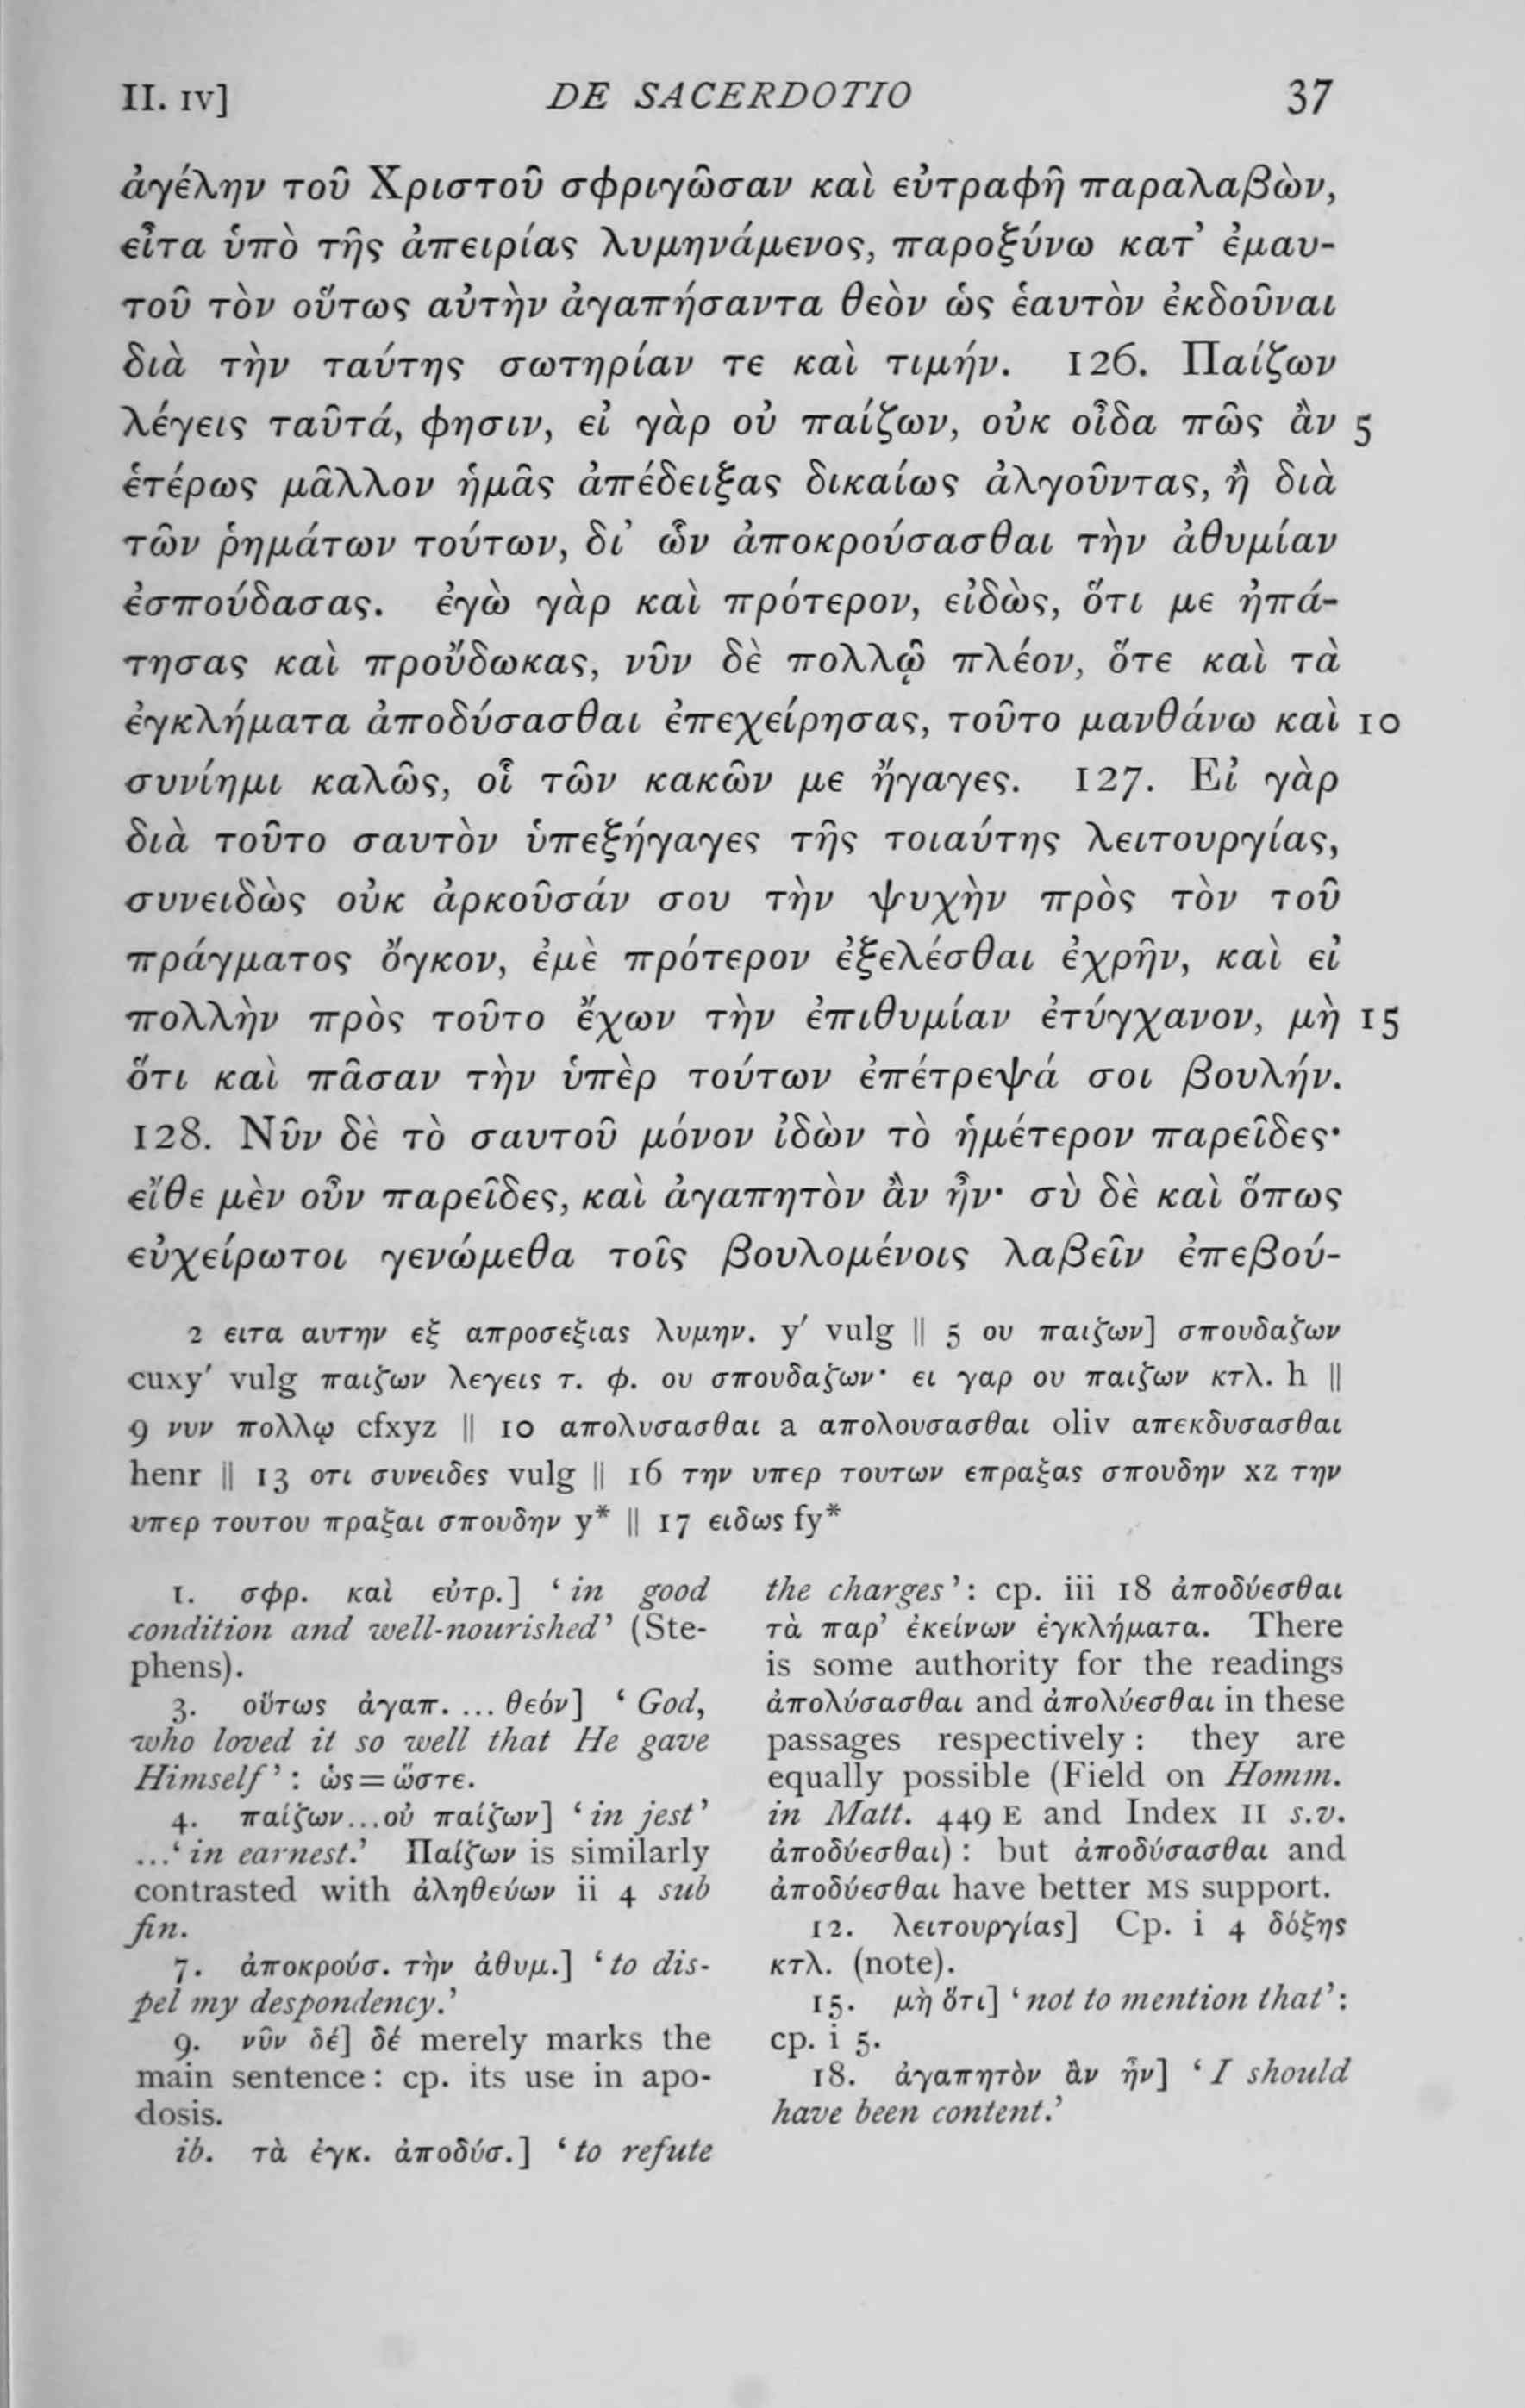 II. IV] DE SACERDOTIO 37
ἀγέλην τοῦ Χριστοῦ σφριγῶσαν καὶ εὐτραφῆ παραλαβὼν,
εἶτα ὑπὸ τῆς ἀπειρίας λυμηνάμενος, παροξύνω κατ’ ἐμαυ-
τοῦ τὸν οὕτως αὐτὴν ἀγαπήσαντα θεὸν ὡς ἑαυτὸν ἐκδοῦναι
διὰ τὴν ταύτης σωτηρίαν τε καὶ τιμήν. 126. Παίζων
λέγεις ταῦτά, φησιν, εἰ γὰρ οὐ παίζων, οὐκ οἶδα πῶς ἂν 5
ἑτέρως μᾶλλον ἡμᾶς ἀπέδειξας δικαίως ἀλγοῦντας, ἢ διὰ
τῶν ῥημάτων τούτων, δι’ ὧν ἀποκρούσασθαι τὴν ἀθυμίαν
ἐσπούδασας. ἐγὼ γὰρ καὶ πρότερον, εἰδὼς, ὅτι με ἠπά-
τησας καὶ προὔδωκας, νῦν δὲ πολλῷ πλέον, ὅτε καὶ τὰ
ἐγκλήματα ἀποδύσασθαι ἐπεχείρησας, τοῦτο μανθάνω καὶ 10
συνίημι καλῶς, οἷ τῶν κακῶν με ἤγαγες. 127. Εἰ γὰρ
διὰ τοῦτο σαυτὸν ὑπεξήγαγες τῆς τοιαύτης λειτουργίας,
συνειδὼς οὐκ ἀρκοῦσάν σου τὴν ψυχὴν πρὸς τὸν τοῦ
πράγματος ὄγκον, ἐμὲ πρότερον ἐξελέσθαι ἐχρῆν, καὶ εἰ
πολλὴν πρὸς τοῦτο ἔχων τὴν ἐπιθυμίαν ἐτύγχανον, μὴ 15
ὅτι καὶ πᾶσαν τὴν ὑπὲρ τούτων ἐπέτρεψά σοι βουλήν.
128. Νῦν δὲ τὸ σαυτοῦ μόνον ἰδὼν τὸ ἡμέτερον παρεῖδες·
εἴθε μὲν οὖν παρεῖδες, καὶ ἀγαπητὸν ἂν ἦν· σὺ δὲ καὶ ὅπως
εὐχείρωτοι γενώμεθα τοῖς βουλομένοις λαβεῖν ἐπεβού-
2 ειτα αυτην εξ απροσεξιας λυμην. y′ vulg || 5 ου παιζων] σπουδαζων
cuxy′ vulg παιζων λεγεις τ. φ. ου σπουδαζων· ει γαρ ου παιζων κτλ. h ||
9 νυν πολλῳ cfxyz || 10 απολυσασθαι a απολουσασθαι oliv απεκδυσασθαι
henr || 13 οτι συνειδες vulg || 16 την υπερ τουτων επραξας σπουδην xz την
υπερ τουτου πραξαι σπουδην y* || 17 ειδως fy*
1. σφρ. καὶ εὐτρ.] ‘in good
condition and well-nourished’ (Ste-
phens).
3. οὕτως ἀγαπ. ... θεόν] ‘God,
who loved it so well that He gave
Himself’: ὡς=ὥστε.
4. παίζων...οὐ παίζων] ‘in jest’
...‘in earnest.’ Παίζων is similarly
contrasted with ἀληθεύων ii 4 sub
fin.
7. ἀποκρούσ. τὴν ἀθυμ.] ‘to dis-
pel my despondency.’
9. νῦν δέ] δέ merely marks the
main sentence: cp. its use in apo-
dosis.
ib. τὰ ἐγκ. ἀποδύσ.] ‘to refute
the charges’: cp. iii 18 ἀποδύεσθαι
τὰ παρ’ ἐκείνων ἐγκλήματα. There
is some authority for the readings
ἀπολύσασθαι and ἀπολύεσθαι in these
passages respectively: they are
equally possible (Field on Homm.
in Matt. 449 E and Index II s.v.
ἀποδύεσθαι): but ἀποδύσασθαι and
ἀποδύεσθαι have better MS support.
12. λειτουργίας] Cp. i 4 δόξης
κτλ. (note).
15. μὴ ὅτι] ‘not to mention that’:
cp. i 5.
18. ἀγαπητὸν ἂν ἦν] ‘I should
have been content.’